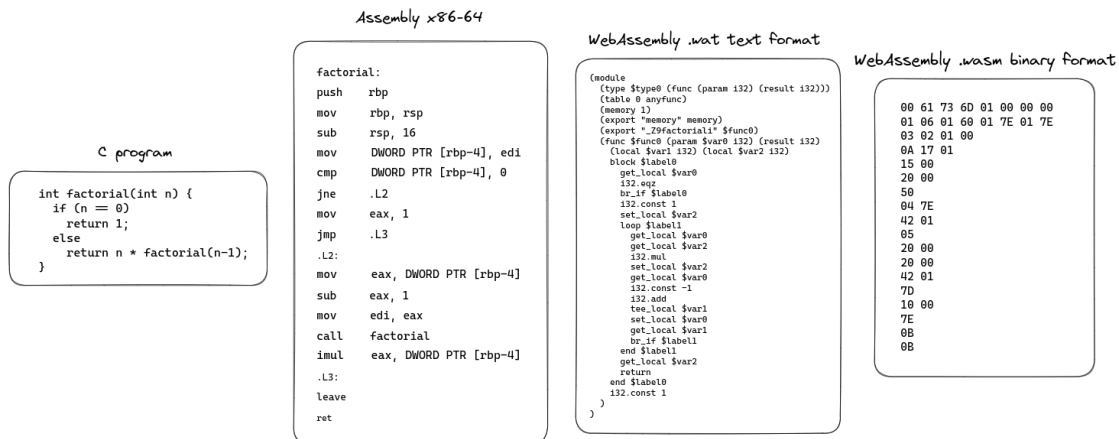 C program
int factorial(int n) {
if (n == 0)
return 1;
else
return n * factorial(n-1);
}
Assembly x86-64
factorial:
push rbp
mov rbp, rsp
sub rsp, 16
mov DWORD PTR [rbp-4], edi
cmp DWORD PTR [rbp-4], 0
jne .L2
mov eax, 1
jmp .L3
.L2:
mov eax, DWORD PTR [rbp-4]
sub eax, 1
mov edi, eax
call factorial
imul eax, DWORD PTR [rbp-4]
.L3:
leave
ret
WebAssembly .wat text format
(module
(type $type0 (func (param i32) (result i32)))
(table 0 anyfunc)
(memory 1)
(export "memory" memory)
(export "_Z9factoriali" $func0)
(func $func0 (param $var0 i32) (result i32)
(local $var1 i32) (local $var2 i32)
block $label0
get_local $var0
i32.eqz
br_if $label0
i32.const 1
set_local $var2
loop $label1
get_local $var0
get_local $var2
i32.mul
set_local $var2
get_local $var0
i32.const -1
i32.add
tee_local $var1
set_local $var0
get_local $var1
br_if $label1
end $label1
get_local $var2
return
end $label0
i32.const 1
)
)
WebAssembly .wasm binary format
00 61 73 6D 01 00 00 00
01 06 01 60 01 7E 01 7E
03 02 01 00
0A 17 01
15 00
20 00
50
04 7E
42 01
05
20 00
20 00
42 01
7D
10 00
7E
0B
0B